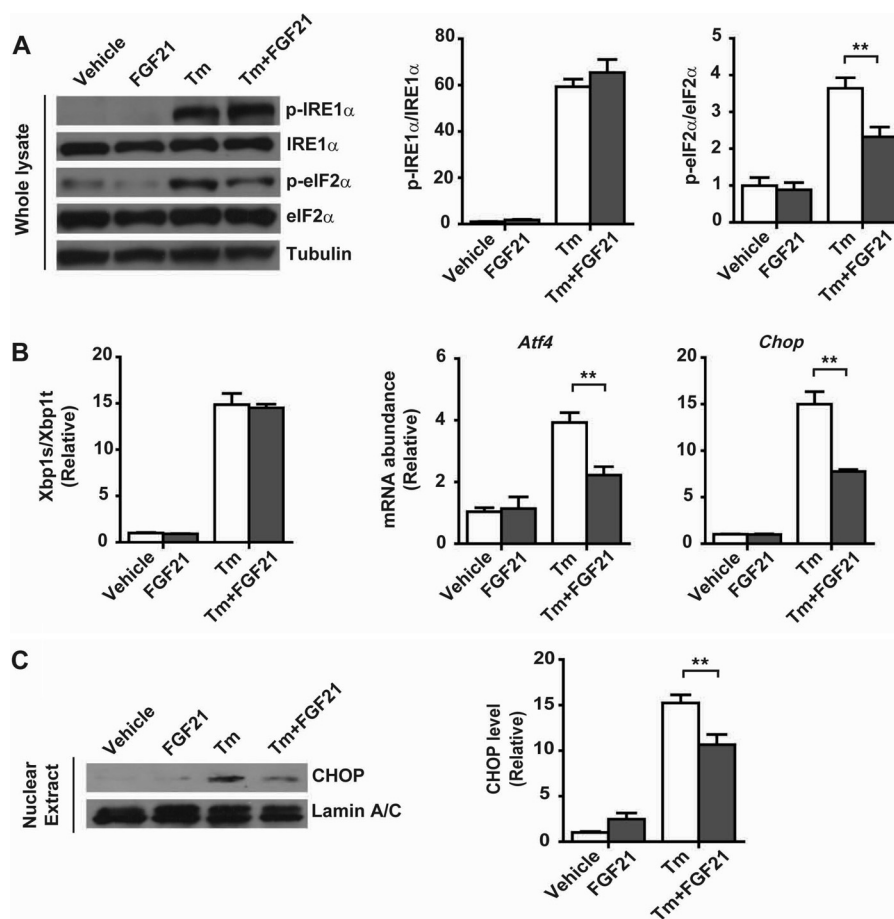 A
Vehicle
FGF21
Tm
Tm+FGF21
Whole lysate
p-IRE1α
IRE1α
p-eIF2α
eIF2α
Tubulin
p-IRE1α/IRE1α
80
60
40
20
0
Vehicle
FGF21
Tm
Tm+FGF21
p-eIF2α/eIF2α
5
4
3
2
1
0
**
Vehicle
FGF21
Tm
Tm+FGF21
B
Xbp1s/Xbp1t
(Relative)
20
15
10
5
0
Vehicle
FGF21
Tm
Tm+FGF21
Atf4
mRNA abundance
(Relative)
6
4
2
0
**
Vehicle
FGF21
Tm
Tm+FGF21
Chop
20
15
10
5
0
**
Vehicle
FGF21
Tm
Tm+FGF21
C
Vehicle
FGF21
Tm
Tm+FGF21
Nuclear
Extract
CHOP
Lamin A/C
CHOP level
(Relative)
20
15
10
5
0
**
Vehicle
FGF21
Tm
Tm+FGF21